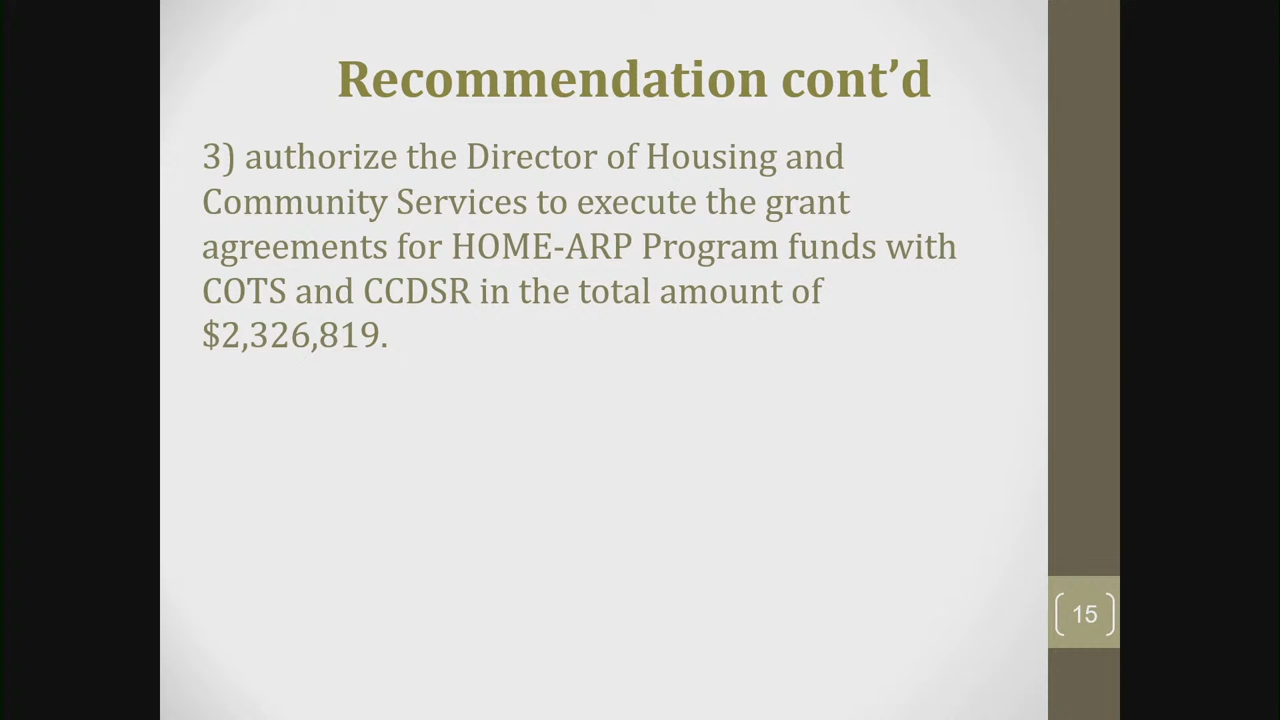 Recommendation cont’d
3) authorize the Director of Housing and
Community Services to execute the grant
agreements for HOME-ARP Program funds with
COTS and CCDSR in the total amount of
$2,326,819.
15